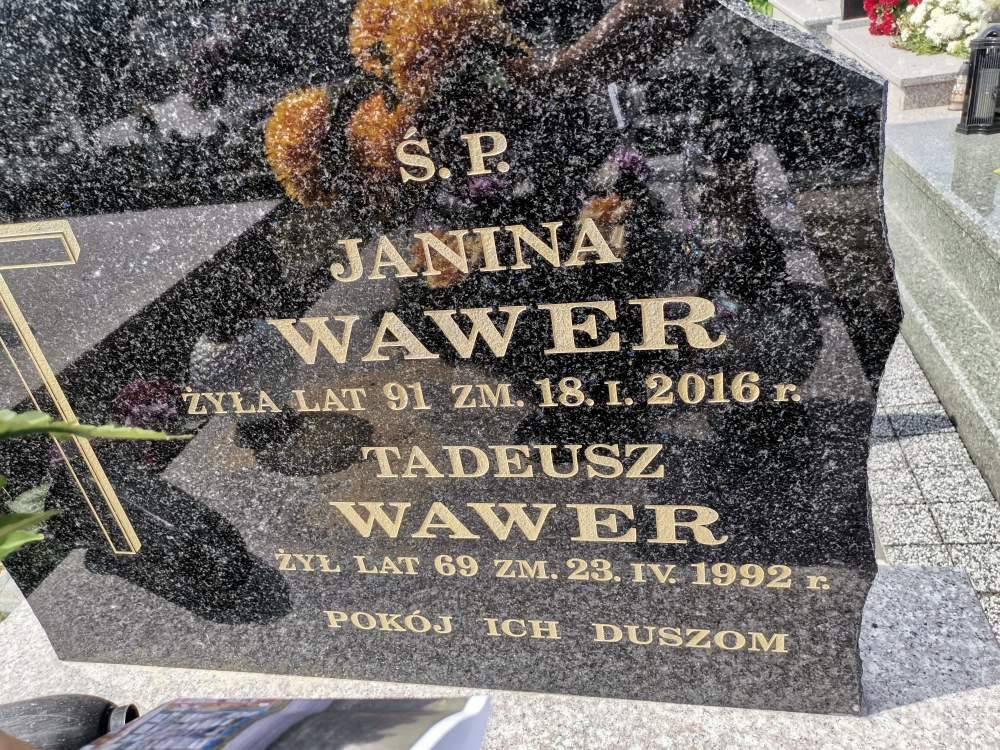 Ś. P.
JANINA
WAWER
ŻYŁA LAT 91 ZM. 18. I. 2016 r.
TADEUSZ
WAWER
ŻYŁ LAT 69 ZM. 23. IV. 1992 r.
POKÓJ ICH DUSZOM